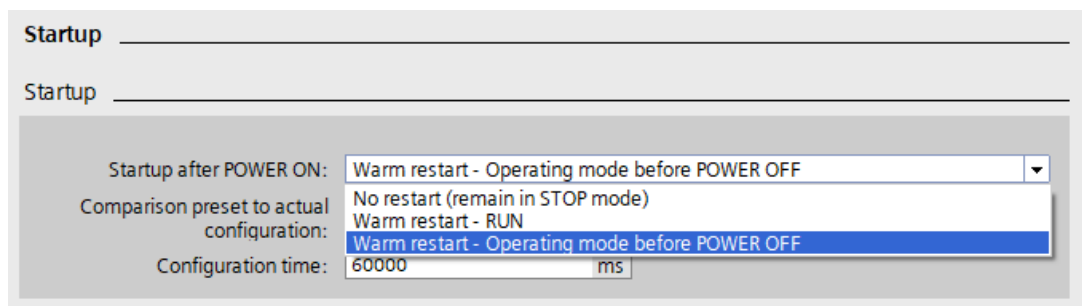 Startup
Startup
Startup after POWER ON: Warm restart - Operating mode before POWER OFF
No restart (remain in STOP mode)
Comparison preset to actual
Warm restart - RUN
configuration:
Warm restart - Operating mode before POWER OFF
Configuration time: 60000 ms